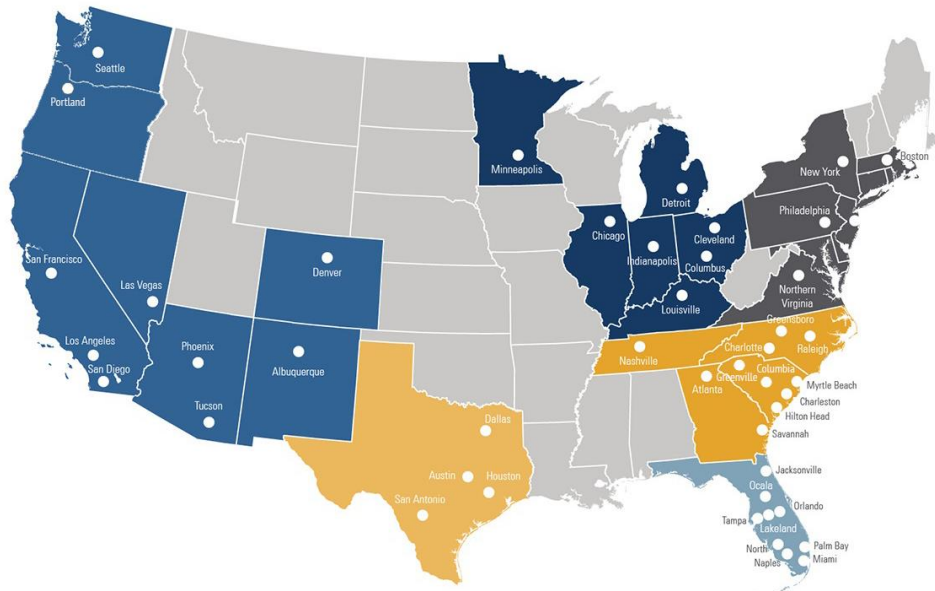 Seattle
Portland
Minneapolis
Boston
New York
Detroit
Philadelphia
Chicago
Cleveland
Indianapolis
Columbus
San Francisco
Denver
Las Vegas
Northern
Virginia
Louisville
Greensboro
Los Angeles
Phoenix
Nashville
Charlotte
Raleigh
San Diego
Albuquerque
Atlanta
Greenville
Columbia
Myrtle Beach
Charleston
Hilton Head
Tucson
Dallas
Savannah
Austin
Houston
Jacksonville
Ocala
San Antonio
Orlando
Tampa
Lakeland
North
Naples
Palm Bay
Miami